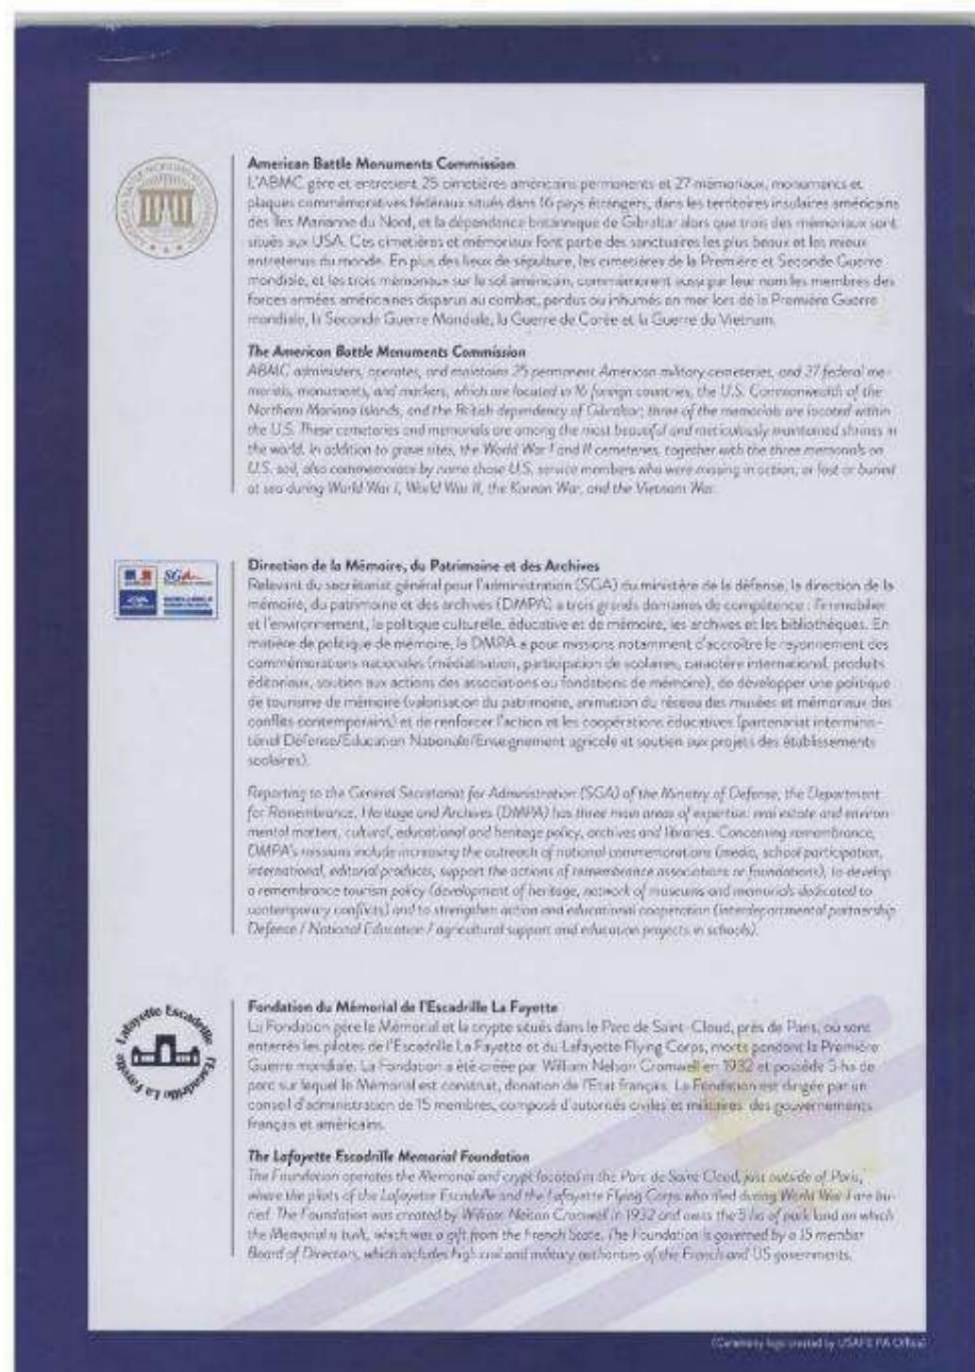 American Battle Monuments Commission
L'ABMC gère et entretient 25 cimetières américains permanents et 27 mémoriaux, monuments et
plaques commémoratives fédéraux situés dans 16 pays étrangers, dans les territoires insulaires américains
des îles Marianne du Nord, et la dépendance britannique de Gibraltar alors que trois des mémoriaux sont
situés aux USA. Ces cimetières et mémoriaux font partie des sanctuaires les plus beaux et les mieux
entretenus du monde. En plus des lieux de sépulture, les cimetières de la Première et Seconde Guerre
mondiale, et les trois mémoriaux sur le sol américain, commémorent aussi par leur nom les membres des
forces armées américaines disparus au combat, perdus ou inhumés en mer lors de la Première Guerre
mondiale, la Seconde Guerre Mondiale, la Guerre de Corée et la Guerre du Vietnam.
The American Battle Monuments Commission
ABMC administers, operates, and maintains 25 permanent American military cemeteries, and 27 federal me-
morials, monuments, and markers, which are located in 16 foreign countries, the U.S. Commonwealth of the
Northern Mariana Islands, and the British dependency of Gibraltar; three of the memorials are located within
the U.S. These cemeteries and memorials are among the most beautiful and meticulously maintained shrines in
the world. In addition to grave sites, the World War I and II cemeteries, together with the three memorials on
U.S. soil, also commemorate by name those U.S. service members who were missing in action, or lost or buried
at sea during World War I, World War II, the Korean War, and the Vietnam War.
SGA
Direction de la Mémoire, du Patrimoine et des Archives
Relevant du secrétariat général pour l'administration (SGA) du ministère de la défense, la direction de la
mémoire, du patrimoine et des archives (DMPA) a trois grands domaines de compétence : l'immobilier
et l'environnement, la politique culturelle, éducative et de mémoire, les archives et les bibliothèques. En
matière de politique de mémoire, la DMPA a pour missions notamment d'accroître le rayonnement des
commémorations nationales (médiatisation, participation de scolaires, caractère international, produits
éditoriaux, soutien aux actions des associations ou fondations de mémoire), de développer une politique
de tourisme de mémoire (valorisation du patrimoine, animation du réseau des musées et mémoriaux des
conflits contemporains) et de renforcer l'action et les coopérations éducatives (partenariat interminis-
tériel Défense/Éducation Nationale/Enseignement agricole et soutien aux projets des établissements
scolaires).
Reporting to the General Secretariat for Administration (SGA) of the Ministry of Defense, the Department
for Remembrance, Heritage and Archives (DMPA) has three main areas of expertise: real estate and environ-
mental matters, cultural, educational and heritage policy, archives and libraries. Concerning remembrance,
DMPA's missions include increasing the outreach of national commemorations (media, school participation,
international, editorial products, support the actions of remembrance associations or foundations), to develop
a remembrance tourism policy (development of heritage, network of museums and memorials dedicated to
contemporary conflicts) and to strengthen action and educational cooperation (interdepartmental partnership
Defense / National Education / agricultural support and education projects in schools).
Lafayette Escadrille
l'Escadrille La Fayette
Fondation du Mémorial de l'Escadrille La Fayette
La Fondation gère le Mémorial et la crypte situés dans le Parc de Saint-Cloud, près de Paris, où sont
enterrés les pilotes de l'Escadrille La Fayette et du Lafayette Flying Corps, morts pendant la Première
Guerre mondiale. La Fondation a été créée par William Nelson Cromwell en 1932 et possède 5 ha de
parc sur lequel le Mémorial est construit, donation de l'Etat français. La Fondation est dirigée par un
conseil d'administration de 15 membres, composé d'autorités civiles et militaires des gouvernements
français et américains.
The Lafayette Escadrille Memorial Foundation
The Foundation operates the Memorial and crypt located in the Parc de Saint Cloud, just outside of Paris,
where the pilots of the Lafayette Escadrille and the Lafayette Flying Corps who died during World War I are bu-
ried. The Foundation was created by William Nelson Cromwell in 1932 and owns the 5 ha of park land on which
the Memorial is built, which was a gift from the French State. The Foundation is governed by a 15 member
Board of Directors, which includes high civil and military authorities of the French and US governments.
(Ceremony logo created by USAFE PA Office)